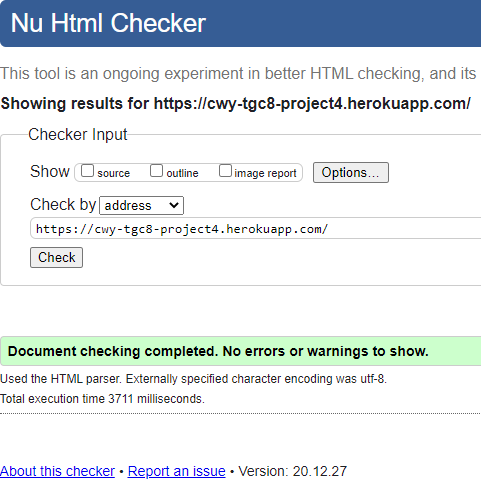 Nu Html Checker
This tool is an ongoing experiment in better HTML checking, and its
Showing results for https://cwy-tgc8-project4.herokuapp.com/
Checker Input
Show source outline image report Options...
Check by address
https://cwy-tgc8-project4.herokuapp.com/
Check
Document checking completed. No errors or warnings to show.
Used the HTML parser. Externally specified character encoding was utf-8.
Total execution time 3711 milliseconds.
About this checker • Report an issue • Version: 20.12.27